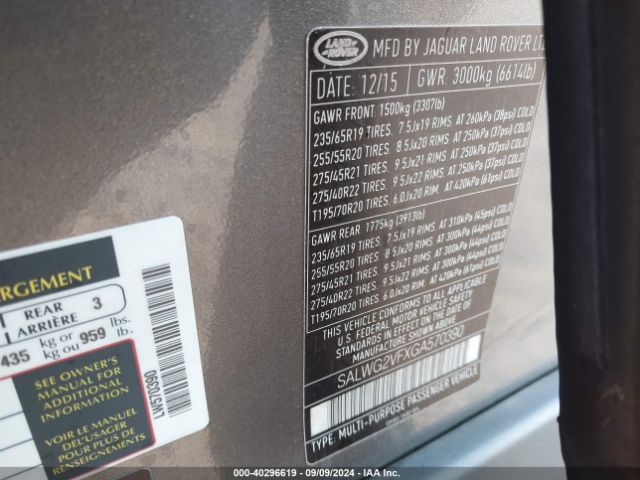 LAND ROVER
MFD BY JAGUAR LAND ROVER LT
DATE: 12/15 GWR: 3000kg (6614lb)
GAWR FRONT: 1500kg (3307lb)
235/65R19 TIRES. 7.5Jx19 RIMS. AT 260kPa (38psi) COLD
255/55R20 TIRES. 8.5Jx20 RIMS. AT 250kPa (37psi) COLD
275/45R21 TIRES. 9.5Jx21 RIMS. AT 250kPa (37psi) COLD
275/40R22 TIRES. 9.5Jx22 RIMS. AT 250kPa (37psi) COLD
T195/70R20 TIRES. 6.0Jx20 RIM. AT 420kPa (61psi) COLD
GAWR REAR: 1775kg (3913lb)
235/65R19 TIRES. 7.5Jx19 RIMS. AT 310kPa (45psi) COLD
255/55R20 TIRES. 8.5Jx20 RIMS. AT 300kPa (44psi) COLD
275/45R21 TIRES. 9.5Jx21 RIMS. AT 300kPa (44psi) COLD
275/40R22 TIRES. 9.5Jx22 RIMS. AT 300kPa (44psi) COLD
T195/70R20 TIRES. 6.0Jx20 RIM. AT 420kPa (61psi) COLD
THIS VEHICLE CONFORMS TO ALL APPLICABLE
U.S. FEDERAL MOTOR VEHICLE SAFETY AND
THEFT PREVENTION STANDARDS IN EFFECT ON
THE DATE OF MANUFACTURE SHOWN ABOVE.
SALWG2VFXGA570390
TYPE: MULTI-PURPOSE PASSENGER VEHICLE
RGEMENT
REAR
ARRIÈRE 3
435 kg or kg ou 959 lbs. lb.
SEE OWNER'S
MANUAL FOR
ADDITIONAL
INFORMATION
VOIR LE MANUEL
DE L'USAGER
POUR PLUS DE
RENSEIGNEMENTS
LW570390
© COPY - 40296619 - 09/09/2024 - IAA Inc.